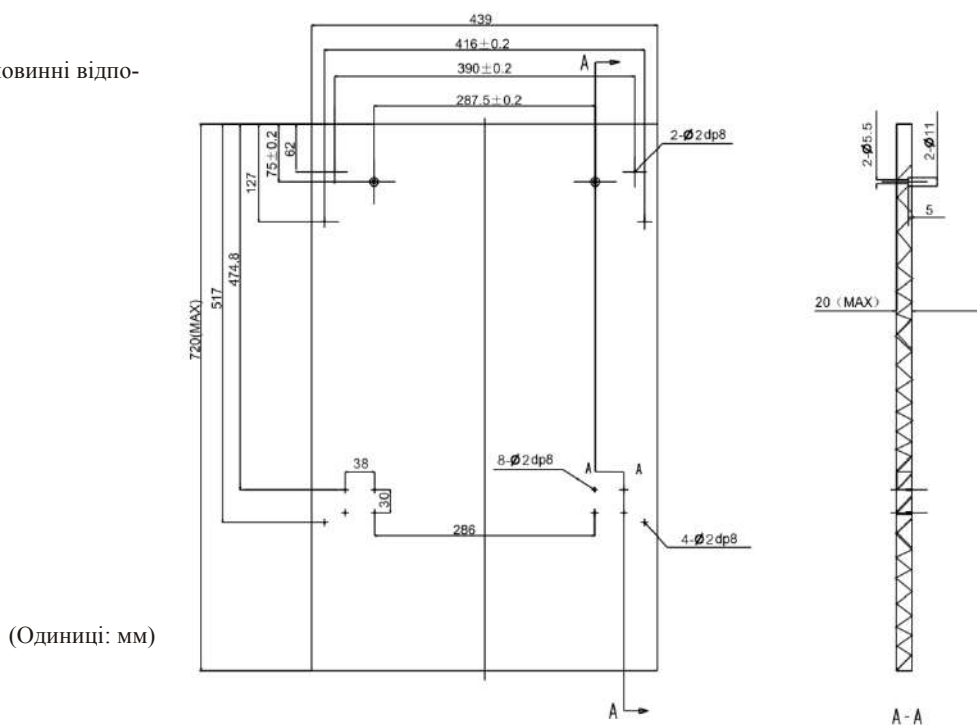 439
416±0.2
овинні відпо-
390±0.2
A
287.5±0.2
2-Ø2dp8
62
75±0.2
127
474.8
517
720(MAX)
2-Ø5.5
2-Ø11
5
20（MAX）
38
8-Ø2dp8
A
A
30
286
4-Ø2dp8
(Одиниці: мм)
A
A-A